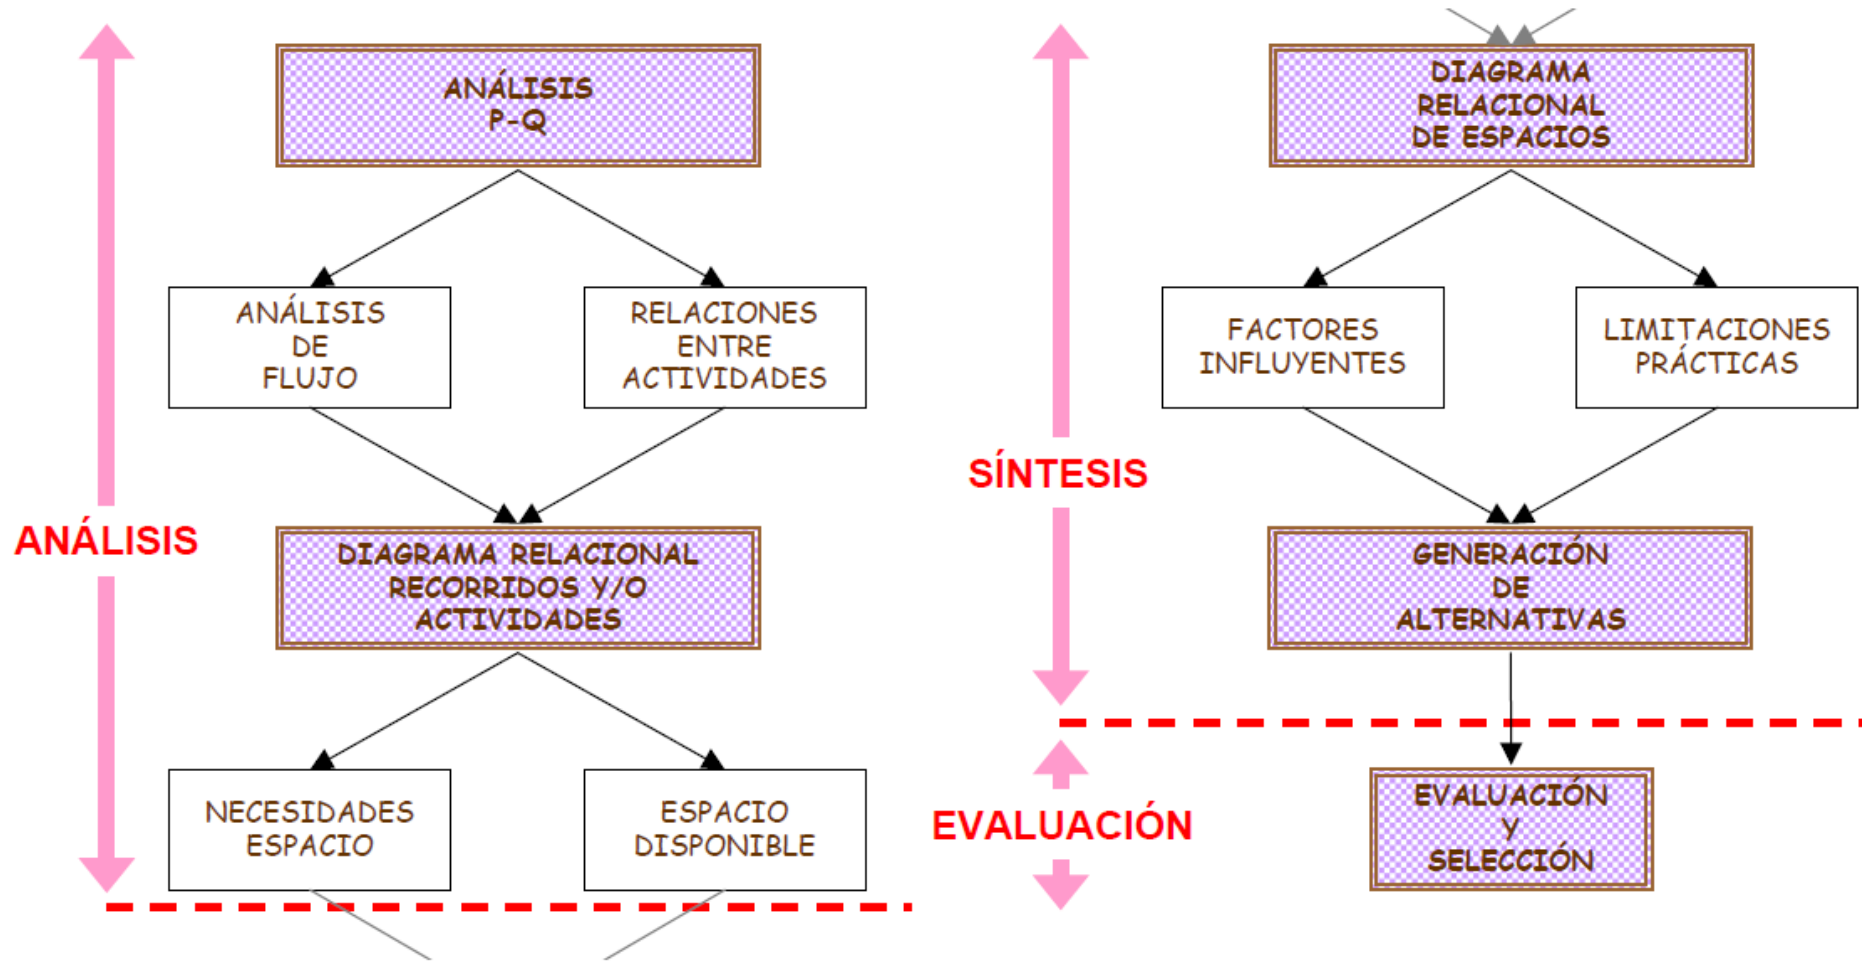 ANÁLISIS
P-Q
ANÁLISIS
DE
FLUJO
RELACIONES
ENTRE
ACTIVIDADES
ANÁLISIS
DIAGRAMA RELACIONAL
RECORRIDOS Y/O
ACTIVIDADES
NECESIDADES
ESPACIO
ESPACIO
DISPONIBLE
DIAGRAMA
RELACIONAL
DE ESPACIOS
FACTORES
INFLUYENTES
LIMITACIONES
PRÁCTICAS
SÍNTESIS
GENERACIÓN
DE
ALTERNATIVAS
EVALUACIÓN
EVALUACIÓN
Y
SELECCIÓN